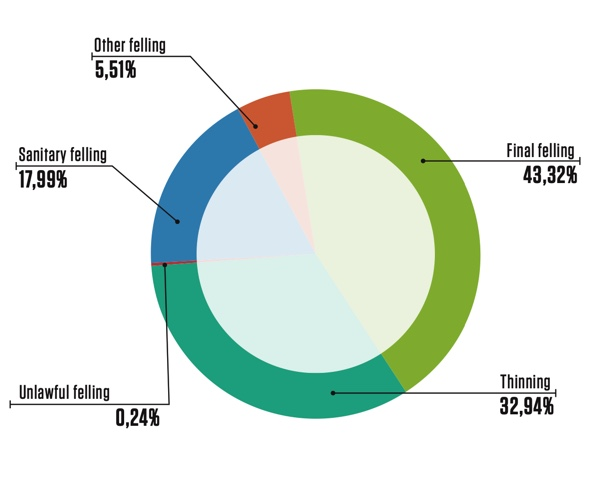 Other felling
5,51%
Final felling
43,32%
Sanitary felling
17,99%
Thinning
32,94%
Unlawful felling
0,24%